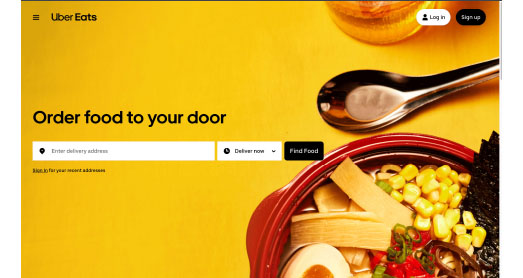 Uber Eats
Log in
Sign up
Order food to your door
Enter delivery address
Deliver now
Find Food
Sign In for your recent addresses